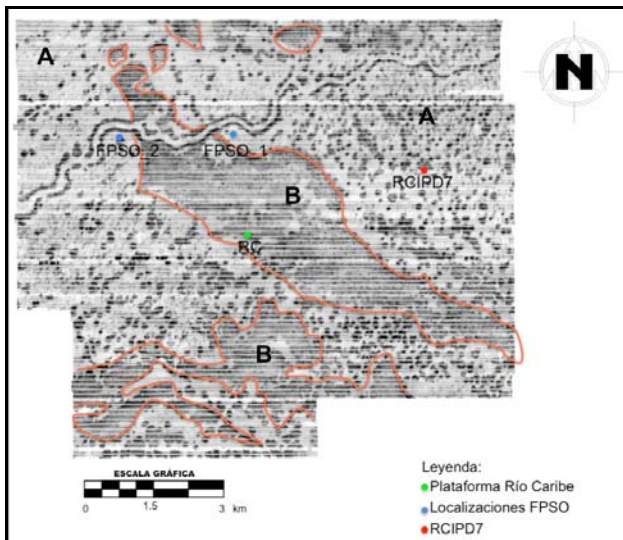 A
N
A
FPSO_2
FPSO_1
RCIPD7
B
RC
B
ESCALA GRÁFICA
0 1.5 3 km
Leyenda:
Plataforma Río Caribe
Localizaciones FPSO
RCIPD7